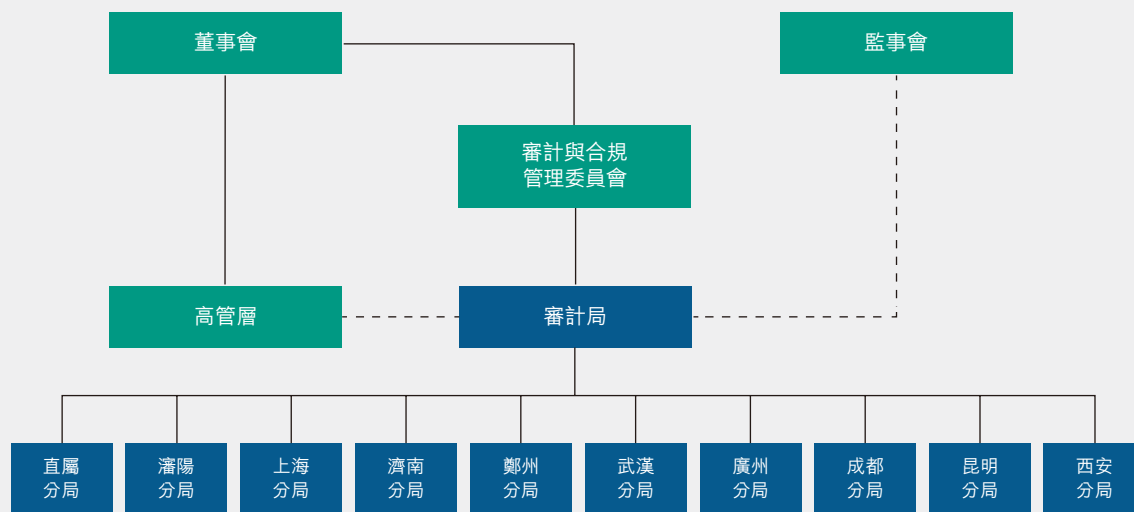 董事會
監事會
審計與合規
管理委員會
高管層
審計局
直屬
分局
瀋陽
分局
上海
分局
濟南
分局
鄭州
分局
武漢
分局
廣州
分局
成都
分局
昆明
分局
西安
分局